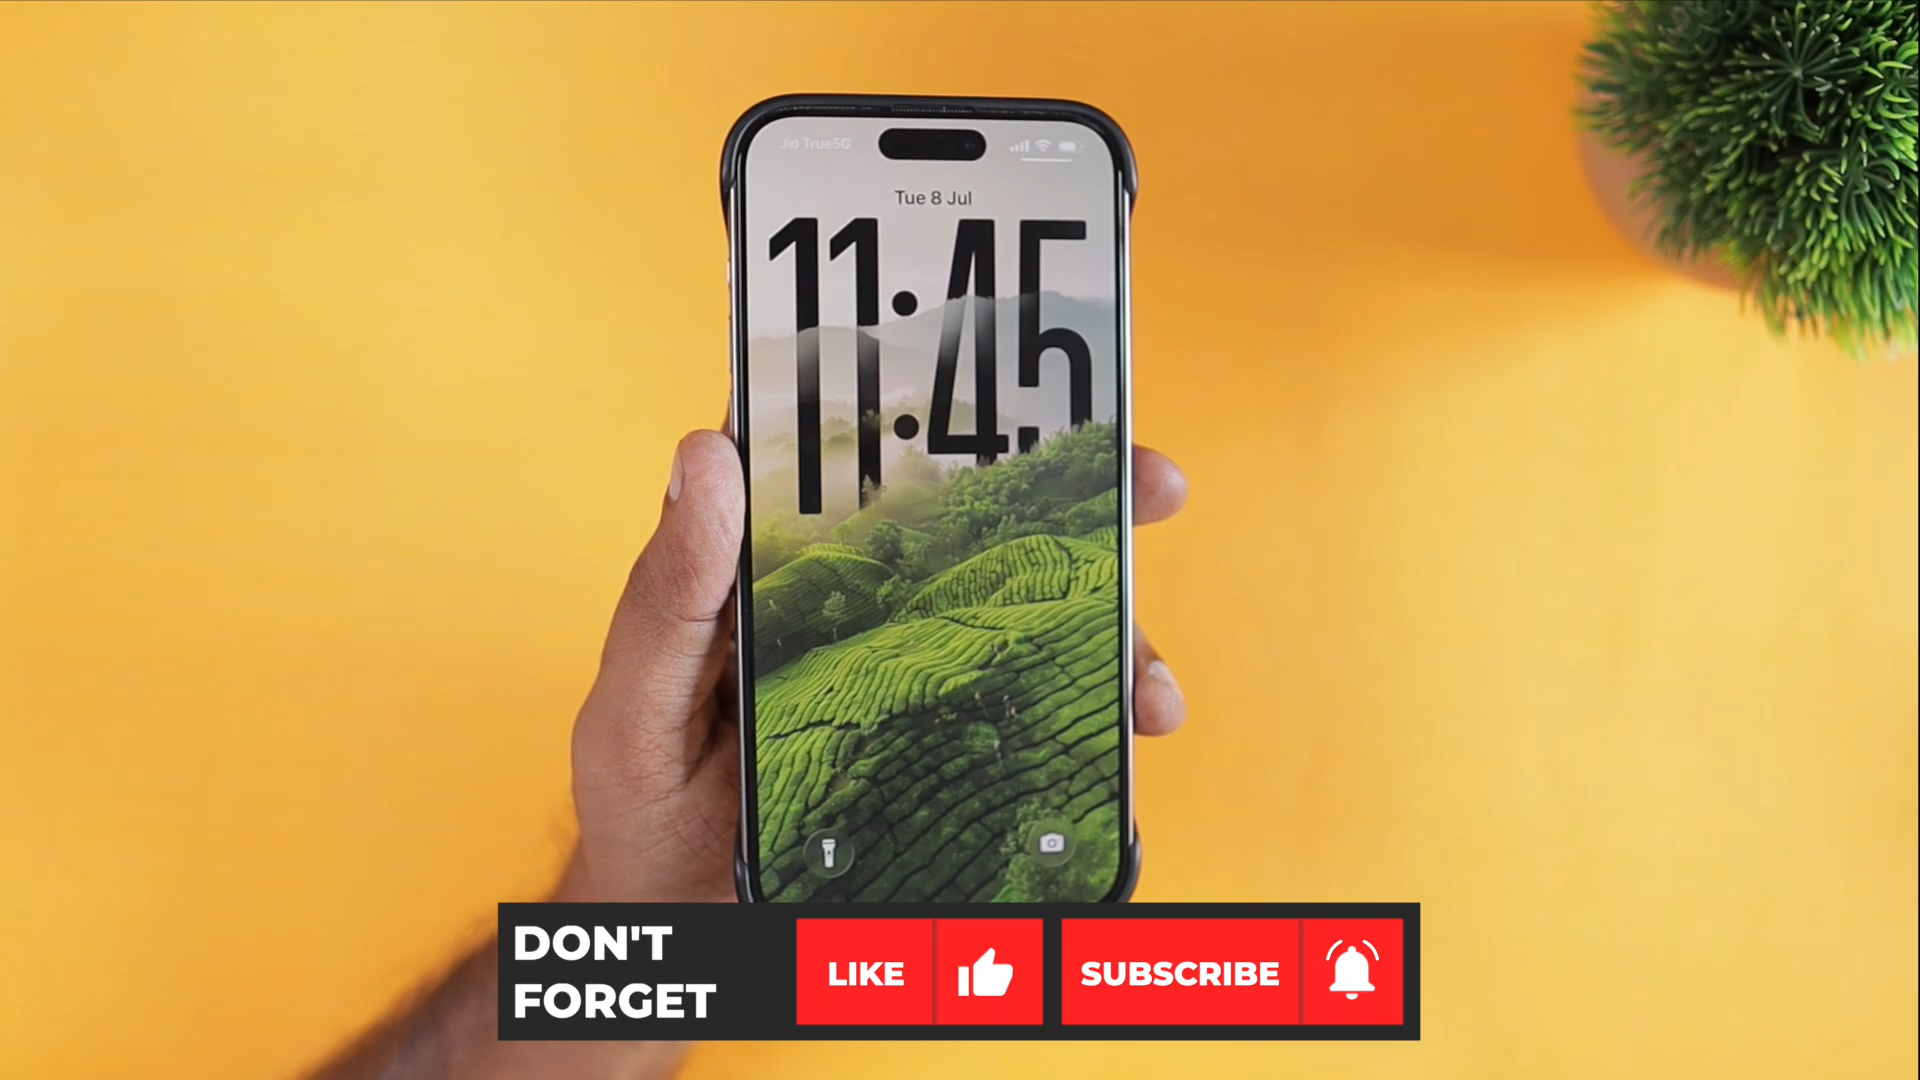 Jio True5G
Tue 8 Jul
11:45
DON'T
FORGET
LIKE
SUBSCRIBE